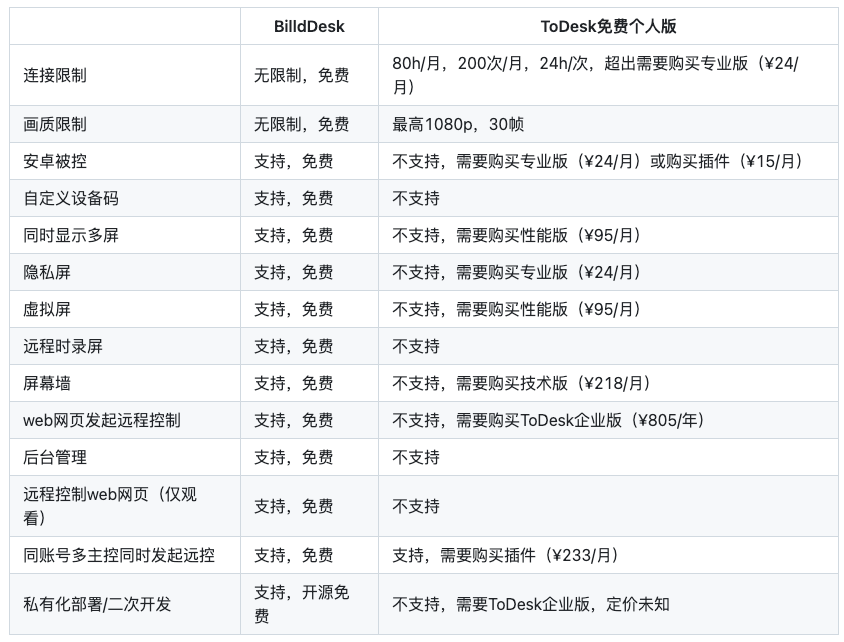 BilldDesk
ToDesk免费个人版
连接限制
无限制，免费
80h/月，200次/月，24h/次，超出需要购买专业版（¥24/
月）
画质限制
无限制，免费
最高1080p，30帧
安卓被控
支持，免费
不支持，需要购买专业版（¥24/月）或购买插件（¥15/月）
自定义设备码
支持，免费
不支持
同时显示多屏
支持，免费
不支持，需要购买性能版（¥95/月）
隐私屏
支持，免费
不支持，需要购买专业版（¥24/月）
虚拟屏
支持，免费
不支持，需要购买性能版（¥95/月）
远程时录屏
支持，免费
不支持
屏幕墙
支持，免费
不支持，需要购买技术版（¥218/月）
web网页发起远程控制
支持，免费
不支持，需要购买ToDesk企业版（¥805/年）
后台管理
支持，免费
不支持
远程控制web网页（仅观
看）
支持，免费
不支持
同账号多主控同时发起远控
支持，免费
支持，需要购买插件（¥233/月）
私有化部署/二次开发
支持，开源免
费
不支持，需要ToDesk企业版，定价未知